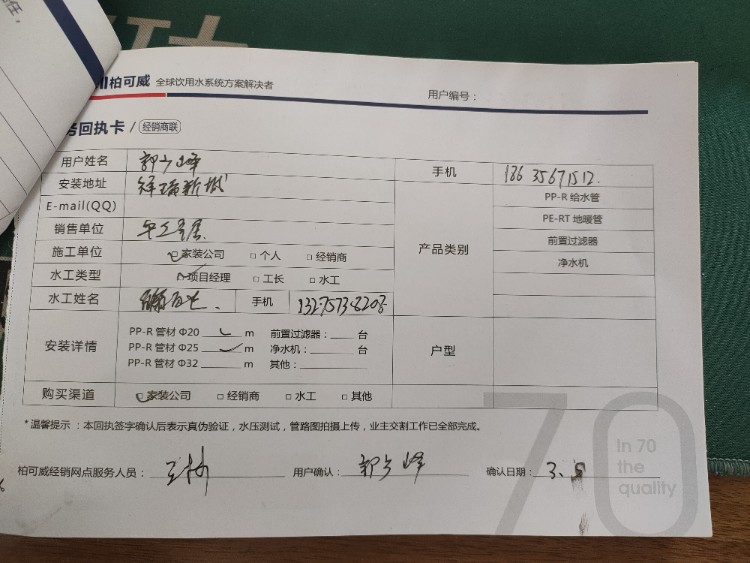 柏可威 全球饮用水系统方案解决者
用户编号：
回执卡 / 经销商联
用户姓名 郭少峰 手机 186 3567 1512
安装地址 祥瑞新城 产品类别 PP-R 给水管
E-mail(QQ) PE-RT 地暖管
销售单位 前置过滤器
施工单位 家装公司 个人 经销商 净水机
水工类型 项目经理 工长 水工
水工姓名 手机 13275738208
安装详情 PP-R 管材 Φ20 m 前置过滤器： 台 户型
PP-R 管材 Φ25 m 净水机： 台
PP-R 管材 Φ32 m 其他：
购买渠道 家装公司 经销商 水工 其他
*温馨提示：本回执签字确认后表示真伪验证，水压测试，管路图拍摄上传，业主交割工作已全部完成。
柏可威经销网点服务人员： 用户确认： 郭少峰 确认日期： 3.
70
In 70
the
quality